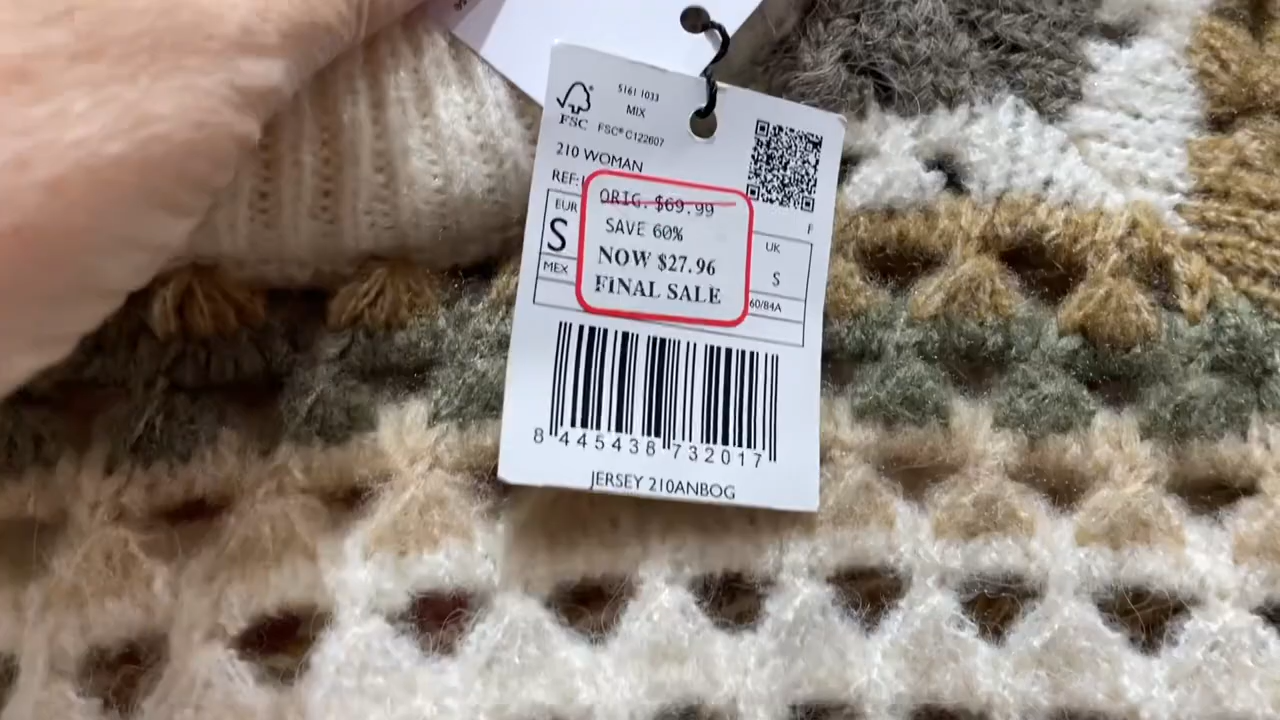 5161 1033
MIX
FSC
FSC® C122607
210 WOMAN
REF:
ORIG. $69.99
SAVE 60%
NOW $27.96
FINAL SALE
EUR
S
MEX
F
UK
S
60/84A
8 445438 732017
JERSEY 210ANBOG